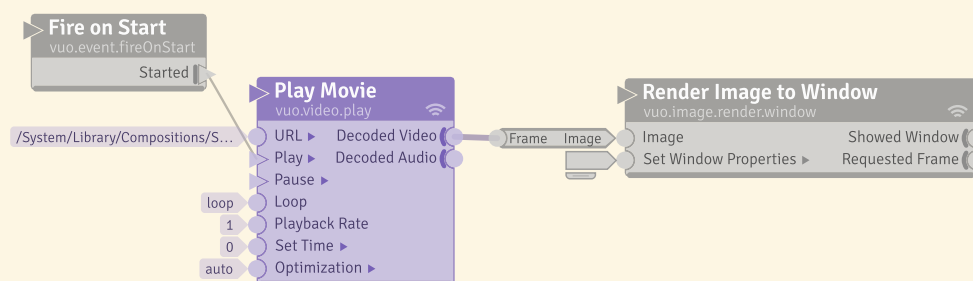 Fire on Start
vuo.event.fireOnStart
Started
Play Movie
vuo.video.play
/System/Library/Compositions/S...
URL
Decoded Video
Play
Decoded Audio
Pause
loop
Loop
1
Playback Rate
0
Set Time
auto
Optimization
Frame Image
Render Image to Window
vuo.image.render.window
Image
Showed Window
Set Window Properties
Requested Frame